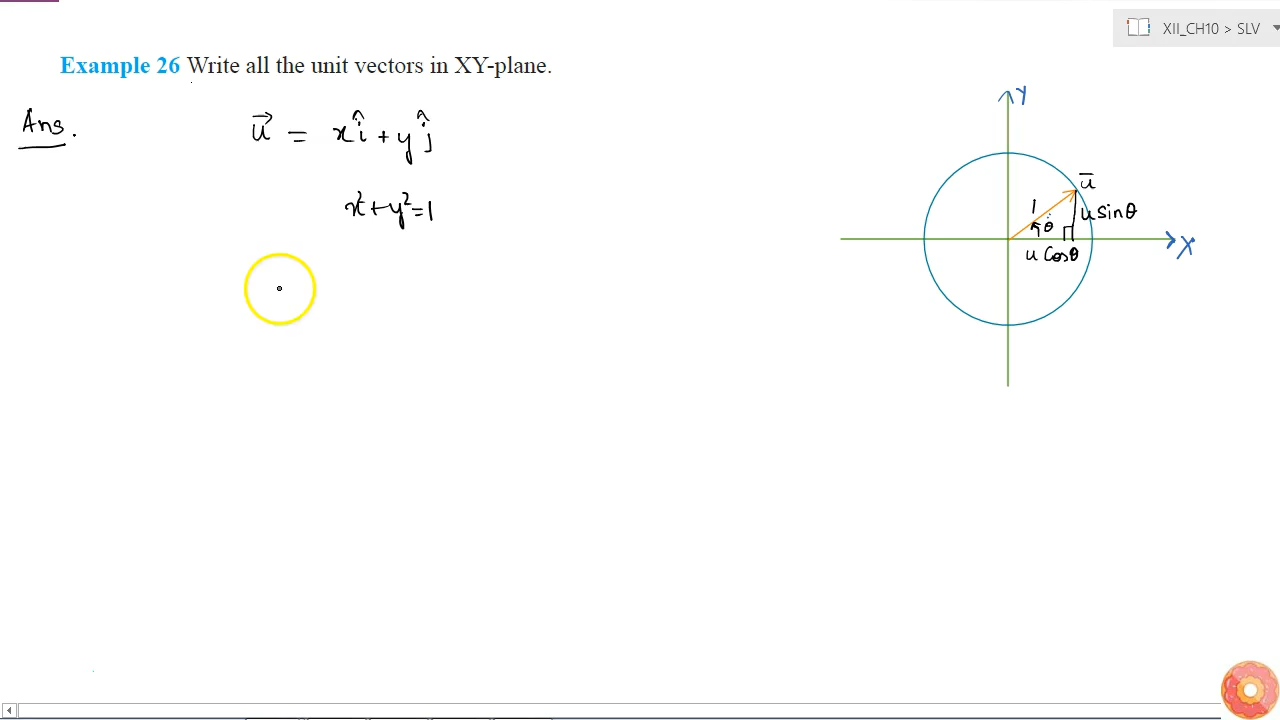 XII_CH10 > SLV
Example 26 Write all the unit vectors in XY-plane.
Ans.
u⃗ = xî + yĵ
x²+y²=1
Y
u̅
1
u sinθ
θ
u Cosθ
X